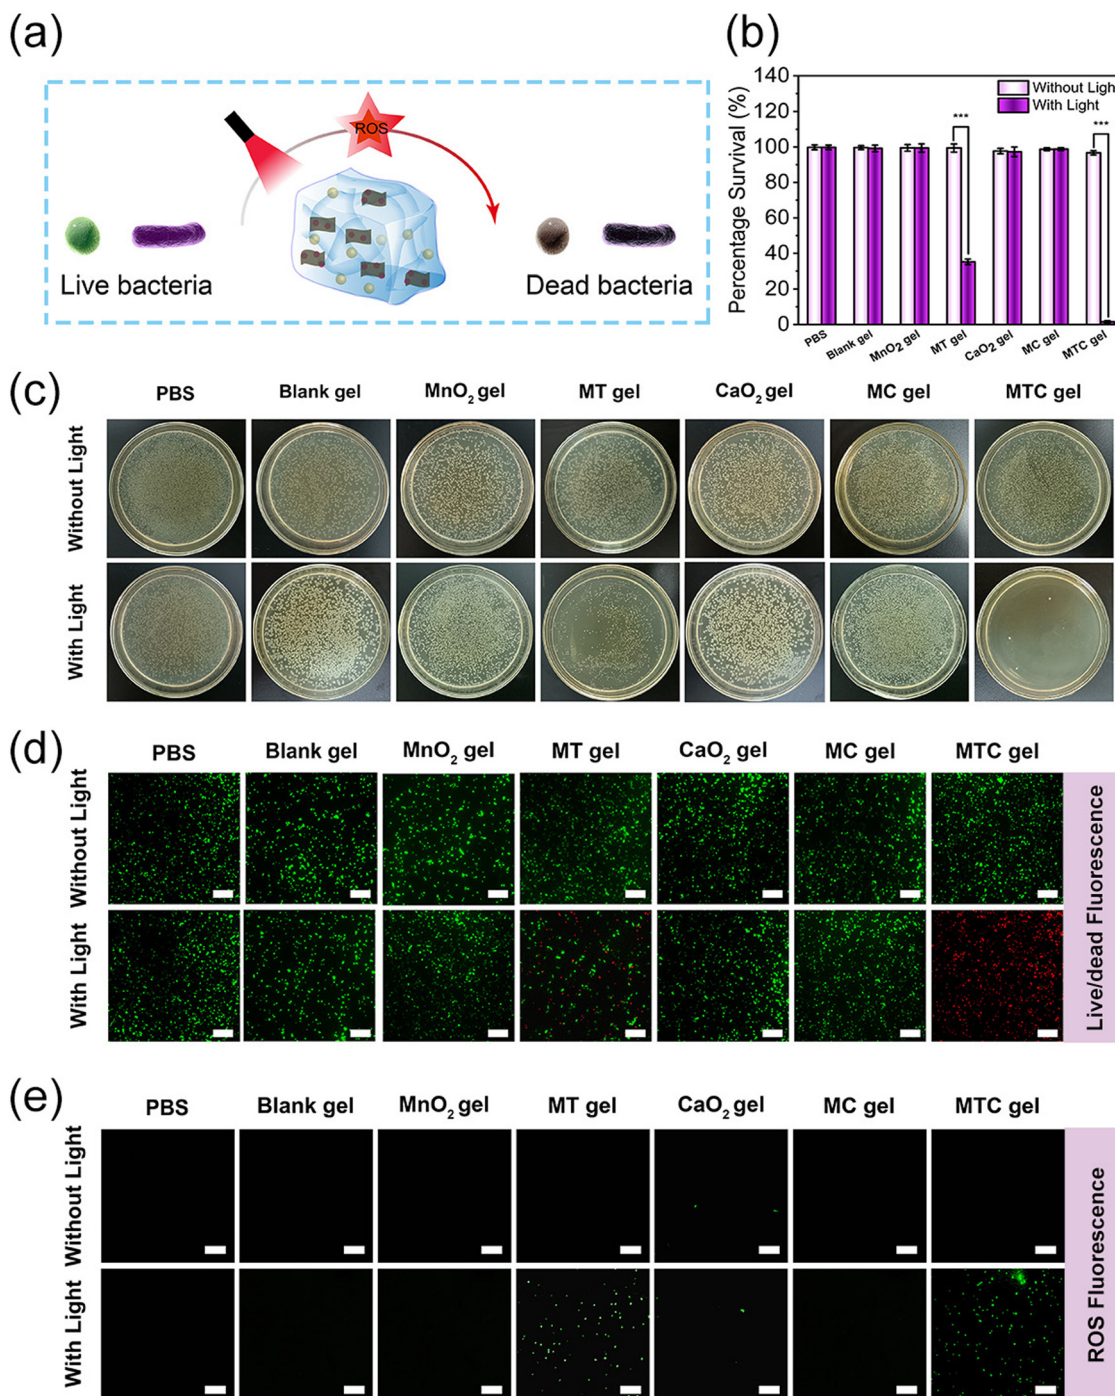 (a)
ROS
Live bacteria
Dead bacteria
(b)
Percentage Survival (%)
140
120
100
80
60
40
20
0
Without Light
With Light
***
***
PBS
Blank gel
MnO₂ gel
MT gel
CaO₂ gel
MC gel
MTC gel
(c)
PBS Blank gel MnO₂ gel MT gel CaO₂ gel MC gel MTC gel
Without Light
With Light
(d)
PBS Blank gel MnO₂ gel MT gel CaO₂ gel MC gel MTC gel
Without Light
With Light
Live/dead Fluorescence
(e)
PBS Blank gel MnO₂ gel MT gel CaO₂ gel MC gel MTC gel
Without Light
With Light
ROS Fluorescence